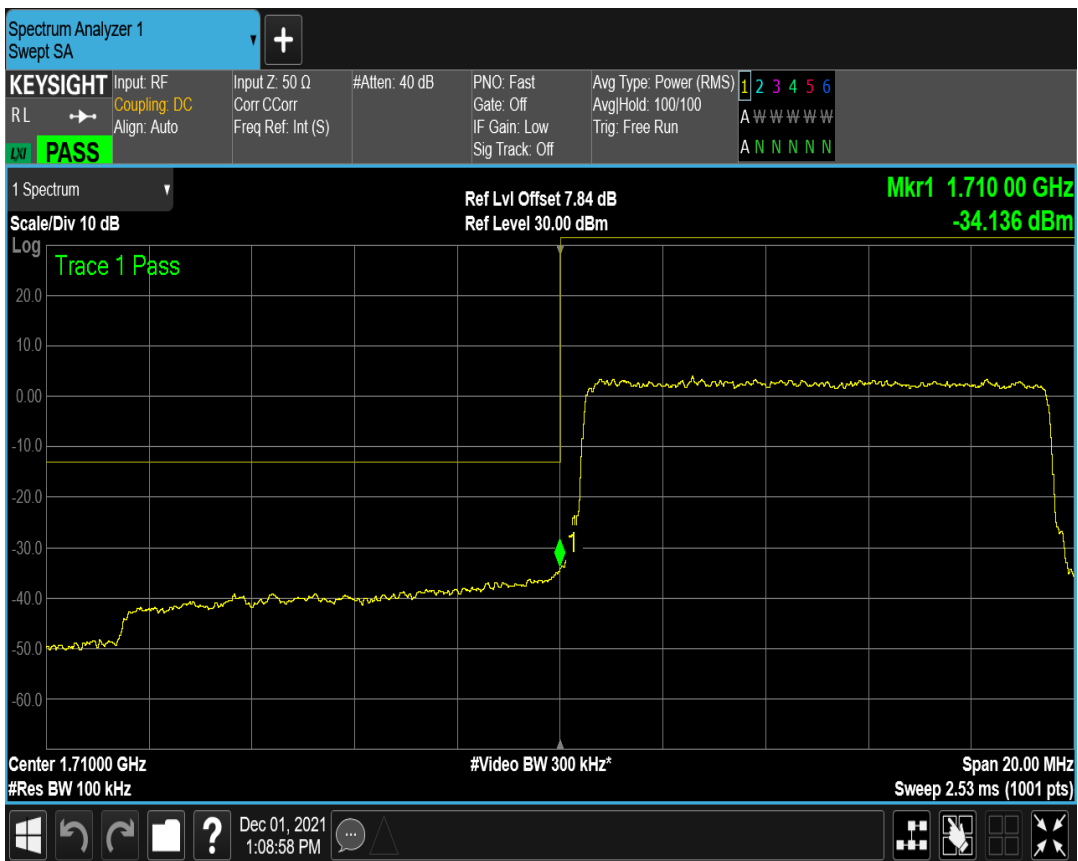 Spectrum Analyzer 1
Swept SA
+
KEYSIGHT
RL
LXI PASS
Input: RF
Coupling: DC
Align: Auto
Input Z: 50 Ω
Corr CCorr
Freq Ref: Int (S)
#Atten: 40 dB
PNO: Fast
Gate: Off
IF Gain: Low
Sig Track: Off
Avg Type: Power (RMS)
Avg|Hold: 100/100
Trig: Free Run
1 2 3 4 5 6
A W W W W W
A N N N N N
1 Spectrum
Scale/Div 10 dB
Ref Lvl Offset 7.84 dB
Ref Level 30.00 dBm
Mkr1 1.710 00 GHz
-34.136 dBm
Log
Trace 1 Pass
20.0
10.0
0.00
-10.0
-20.0
-30.0
-40.0
-50.0
-60.0
1
Center 1.71000 GHz
#Res BW 100 kHz
#Video BW 300 kHz*
Span 20.00 MHz
Sweep 2.53 ms (1001 pts)
?
Dec 01, 2021
1:08:58 PM